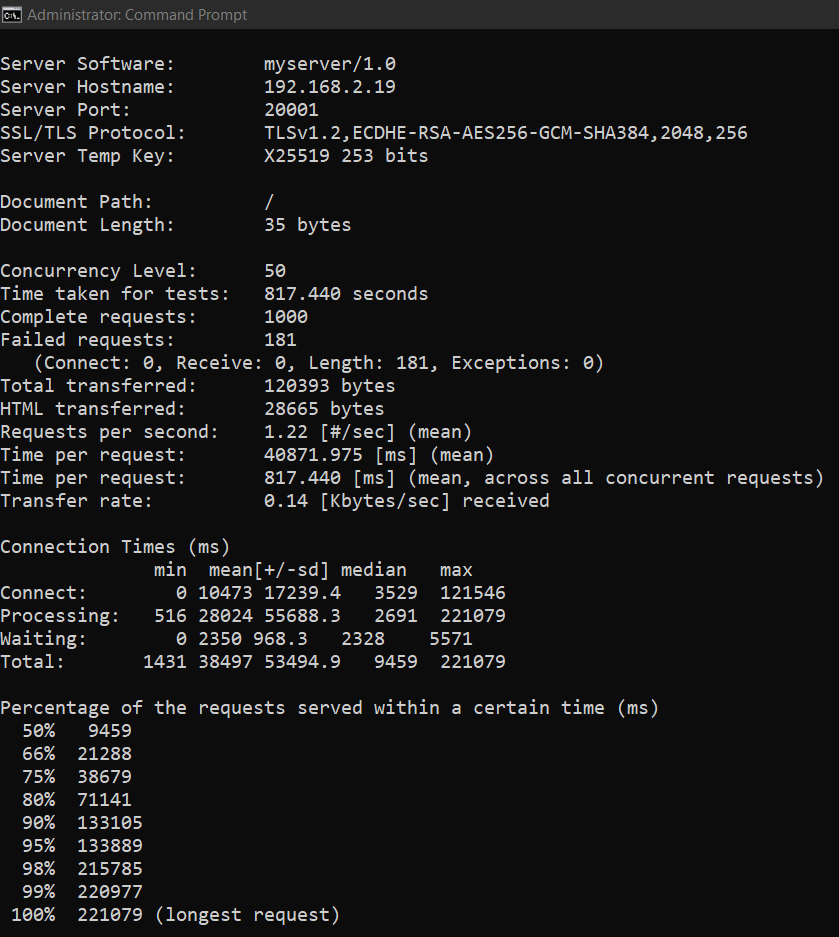 Administrator: Command Prompt
Server Software: myserver/1.0
Server Hostname: 192.168.2.19
Server Port: 20001
SSL/TLS Protocol: TLSv1.2,ECDHE-RSA-AES256-GCM-SHA384,2048,256
Server Temp Key: X25519 253 bits
Document Path: /
Document Length: 35 bytes
Concurrency Level: 50
Time taken for tests: 817.440 seconds
Complete requests: 1000
Failed requests: 181
(Connect: 0, Receive: 0, Length: 181, Exceptions: 0)
Total transferred: 120393 bytes
HTML transferred: 28665 bytes
Requests per second: 1.22 [#/sec] (mean)
Time per request: 40871.975 [ms] (mean)
Time per request: 817.440 [ms] (mean, across all concurrent requests)
Transfer rate: 0.14 [Kbytes/sec] received
Connection Times (ms)
min mean[+/-sd] median max
Connect: 0 10473 17239.4 3529 121546
Processing: 516 28024 55688.3 2691 221079
Waiting: 0 2350 968.3 2328 5571
Total: 1431 38497 53494.9 9459 221079
Percentage of the requests served within a certain time (ms)
50% 9459
66% 21288
75% 38679
80% 71141
90% 133105
95% 133889
98% 215785
99% 220977
100% 221079 (longest request)